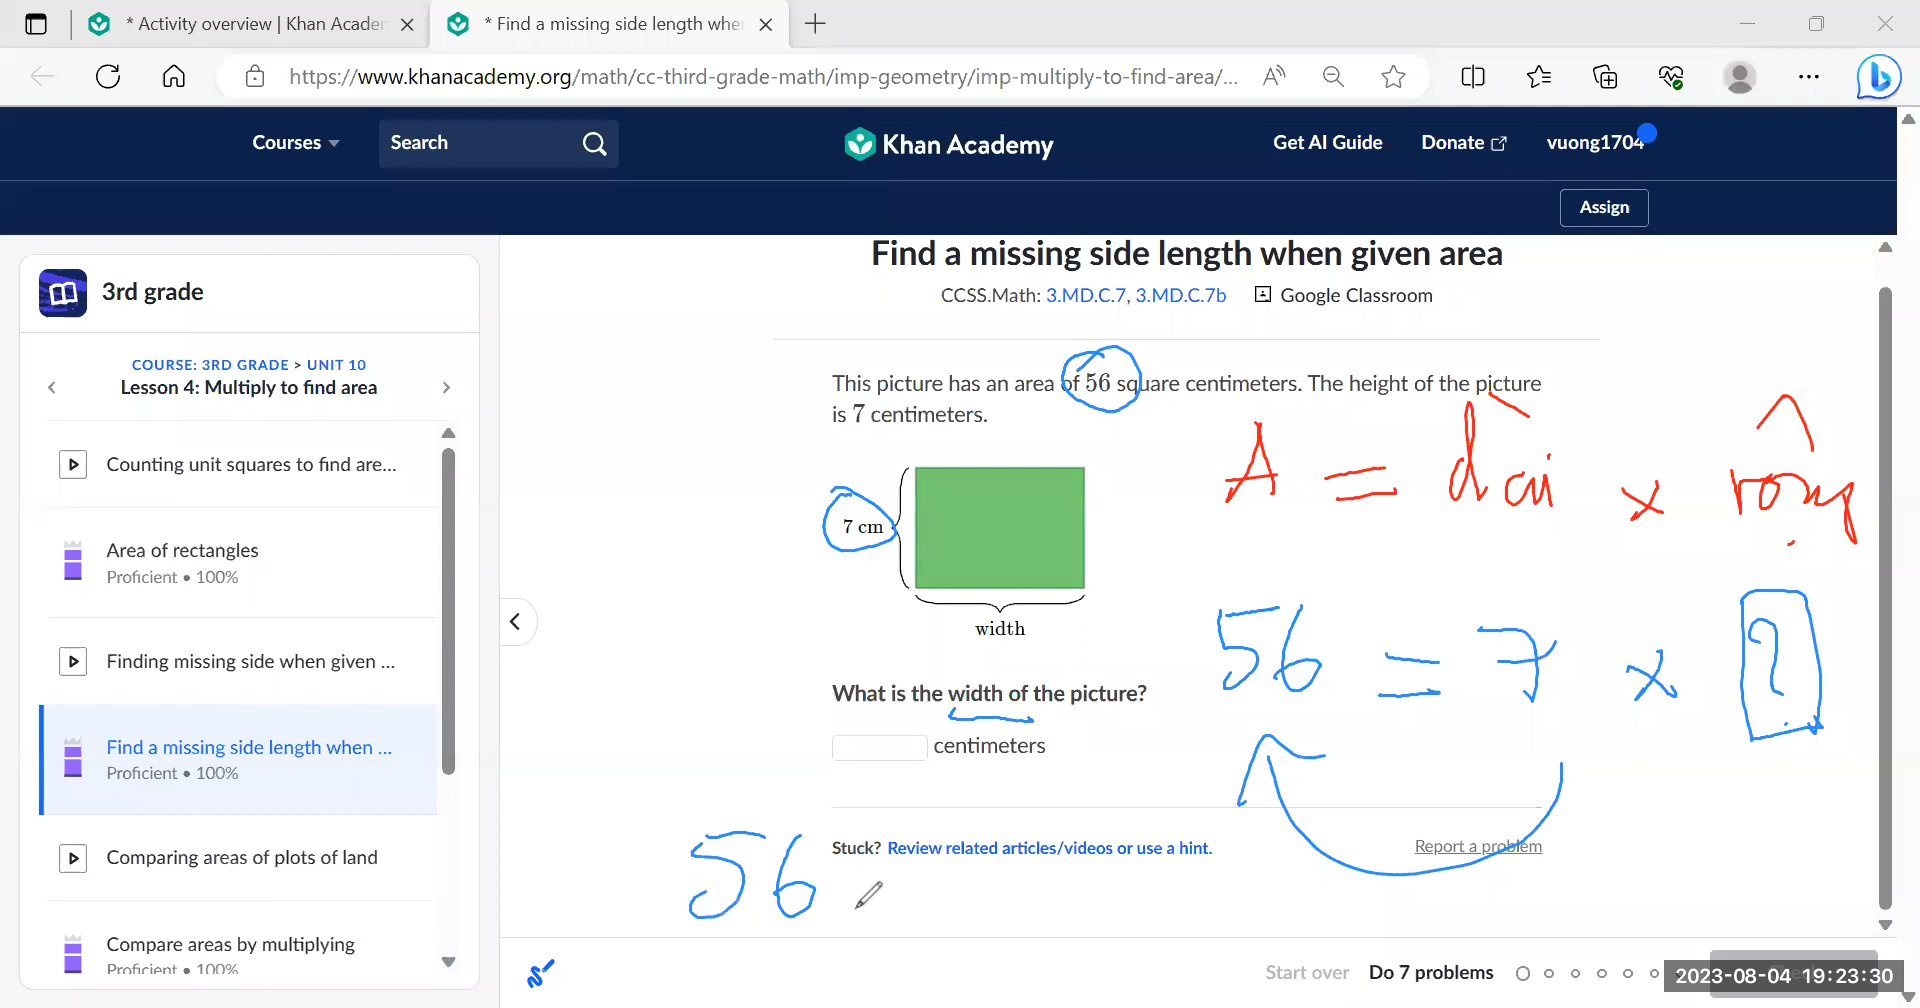 * Activity overview | Khan Acade
* Find a missing side length whe
https://www.khanacademy.org/math/cc-third-grade-math/imp-geometry/imp-multiply-to-find-area/...
Courses
Search
Khan Academy
Get AI Guide
Donate
vuong1704
Assign
3rd grade
COURSE: 3RD GRADE > UNIT 10
Lesson 4: Multiply to find area
Counting unit squares to find are...
Area of rectangles
Proficient • 100%
Finding missing side when given ...
Find a missing side length when ...
Proficient • 100%
Comparing areas of plots of land
Compare areas by multiplying
Proficient • 100%
Find a missing side length when given area
CCSS.Math: 3.MD.C.7, 3.MD.C.7b Google Classroom
This picture has an area of 56 square centimeters. The height of the picture
is 7 centimeters.
A = dài × rộng
7 cm
width
56 = 7 × ?
What is the width of the picture?
centimeters
Stuck? Review related articles/videos or use a hint.
Report a problem
56
Start over
Do 7 problems
2023-08-04 19:23:30